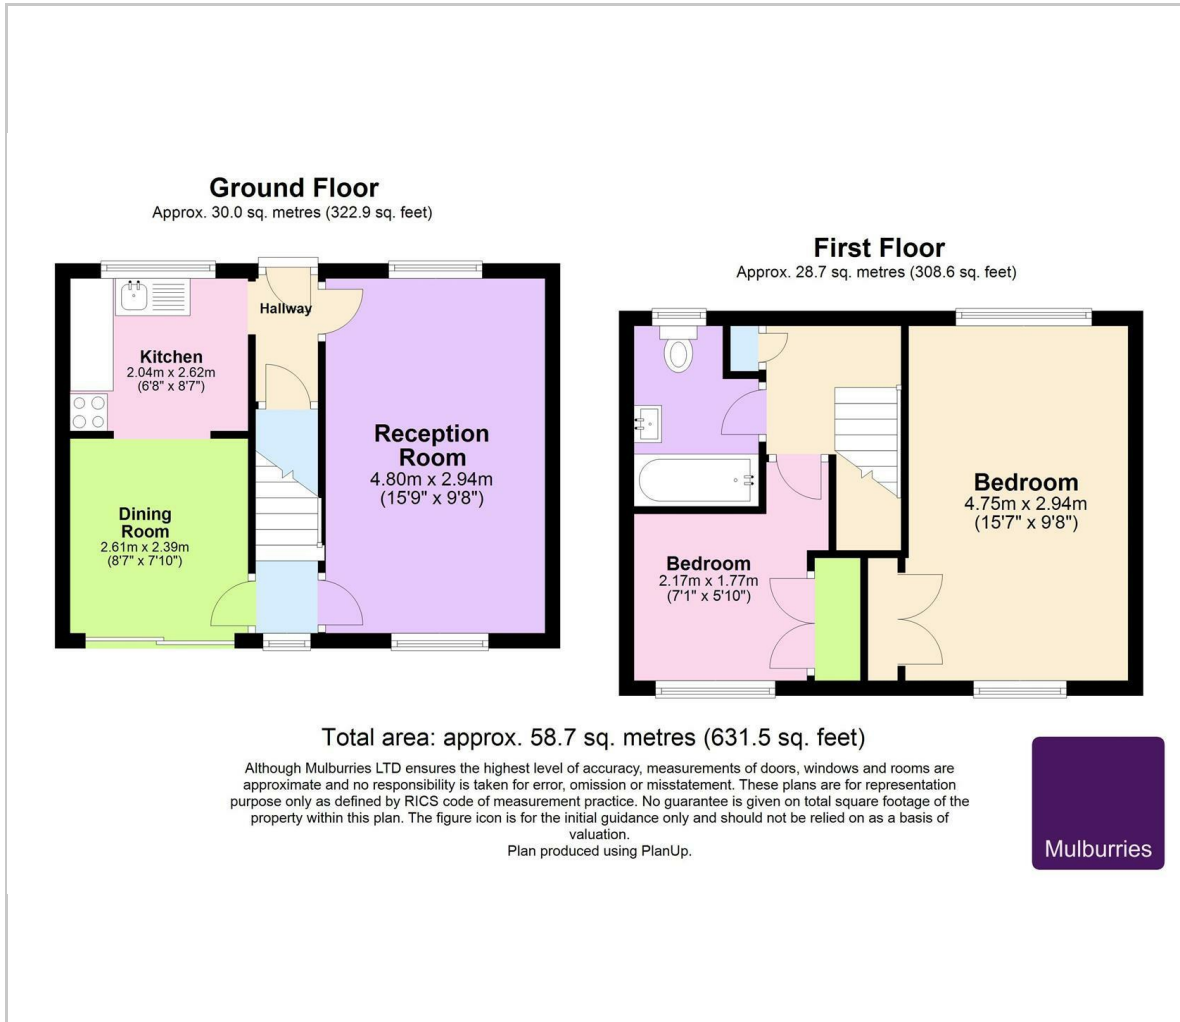 Ground Floor
Approx. 30.0 sq. metres (322.9 sq. feet)
Hallway
Kitchen
2.04m x 2.62m
(6'8" x 8'7")
Reception
Room
4.80m x 2.94m
(15'9" x 9'8")
Dining
Room
2.61m x 2.39m
(8'7" x 7'10")
First Floor
Approx. 28.7 sq. metres (308.6 sq. feet)
Bedroom
4.75m x 2.94m
(15'7" x 9'8")
Bedroom
2.17m x 1.77m
(7'1" x 5'10")
Total area: approx. 58.7 sq. metres (631.5 sq. feet)
Although Mulburries LTD ensures the highest level of accuracy, measurements of doors, windows and rooms are
approximate and no responsibility is taken for error, omission or misstatement. These plans are for representation
purpose only as defined by RICS code of measurement practice. No guarantee is given on total square footage of the
property within this plan. The figure icon is for the initial guidance only and should not be relied on as a basis of
valuation.
Plan produced using PlanUp.
Mulburries